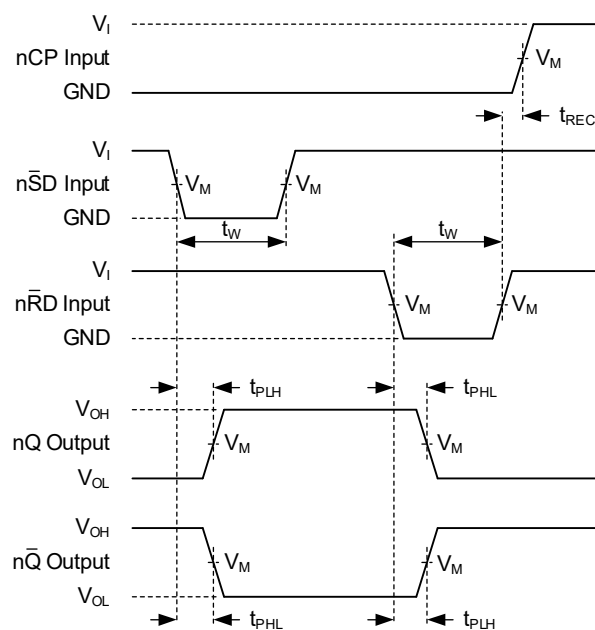 V_I
nCP Input
V_M
GND
t_REC
V_I
nS̄D Input
V_M
V_M
GND
t_W
t_W
V_I
nR̄D Input
V_M
V_M
GND
t_PLH
t_PHL
V_OH
nQ Output
V_M
V_M
V_OL
V_OH
nQ̄ Output
V_M
V_M
V_OL
t_PHL
t_PLH